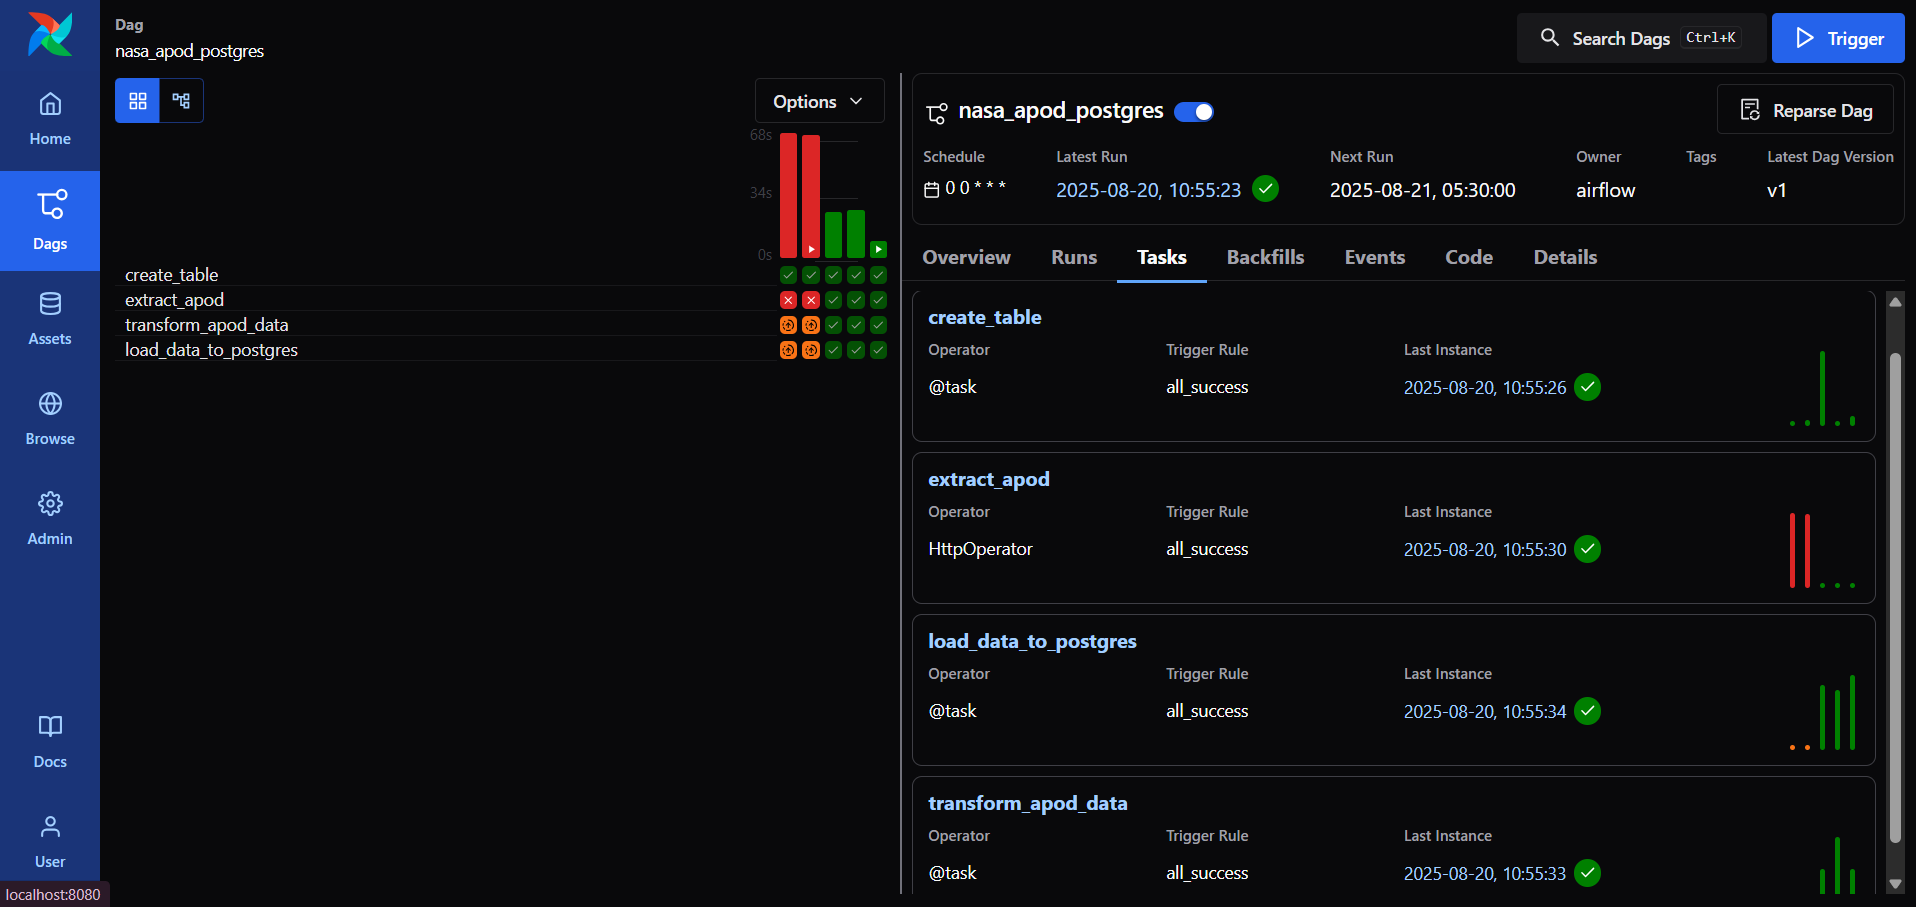 Dag
nasa_apod_postgres
Search Dags Ctrl+K
Trigger
Home
Dags
Assets
Browse
Admin
Docs
User
localhost:8080
Options
68s
34s
0s
create_table
extract_apod
transform_apod_data
load_data_to_postgres
nasa_apod_postgres
Reparse Dag
Schedule
Latest Run
Next Run
Owner
Tags
Latest Dag Version
0 0 * * *
2025-08-20, 10:55:23
2025-08-21, 05:30:00
airflow
v1
Overview
Runs
Tasks
Backfills
Events
Code
Details
create_table
Operator
Trigger Rule
Last Instance
@task
all_success
2025-08-20, 10:55:26
extract_apod
Operator
Trigger Rule
Last Instance
HttpOperator
all_success
2025-08-20, 10:55:30
load_data_to_postgres
Operator
Trigger Rule
Last Instance
@task
all_success
2025-08-20, 10:55:34
transform_apod_data
Operator
Trigger Rule
Last Instance
@task
all_success
2025-08-20, 10:55:33